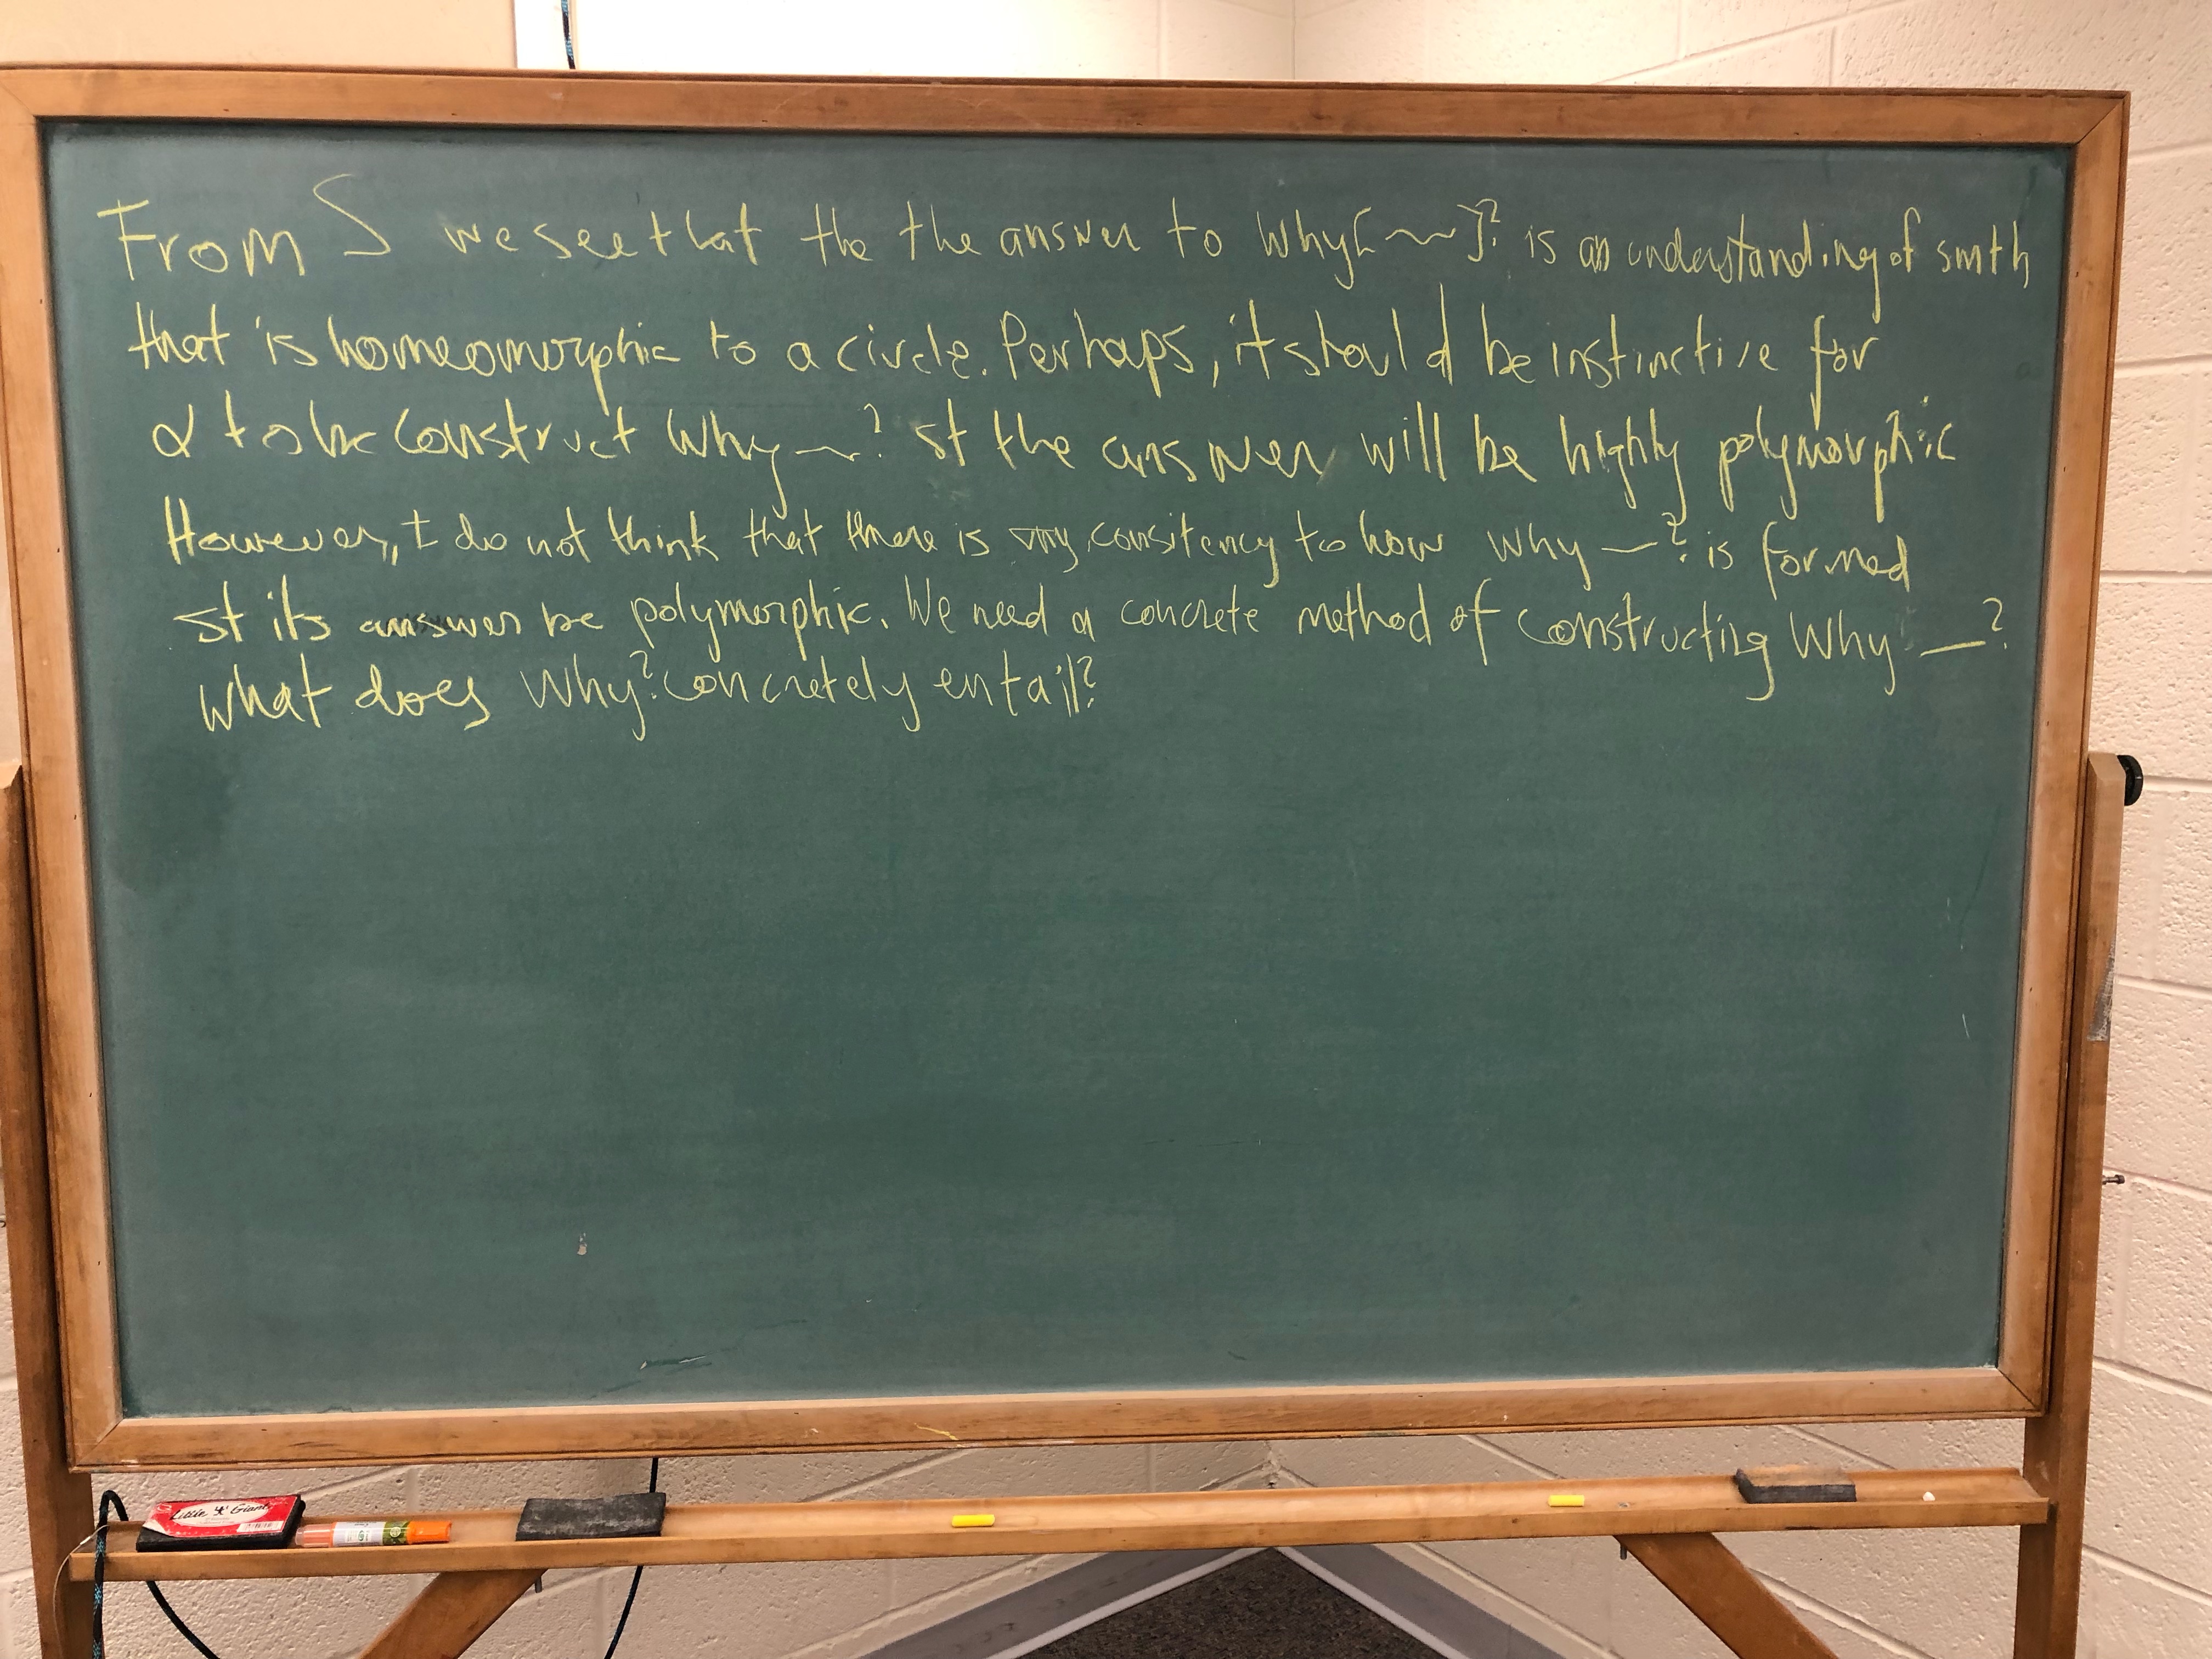 From S we see that the the answer to Why[~~]? is an understanding of smth
that is homeomorphic to a circle. Perhaps, it should be instinctive for
α to be construct Why ~? st the answer will be highly polymorphic
However, I do not think that there is any consitency to how Why —? is formed
st its answer be polymorphic. We need a concrete method of constructing Why —?
What does Why? concretely entail?
Little Giant